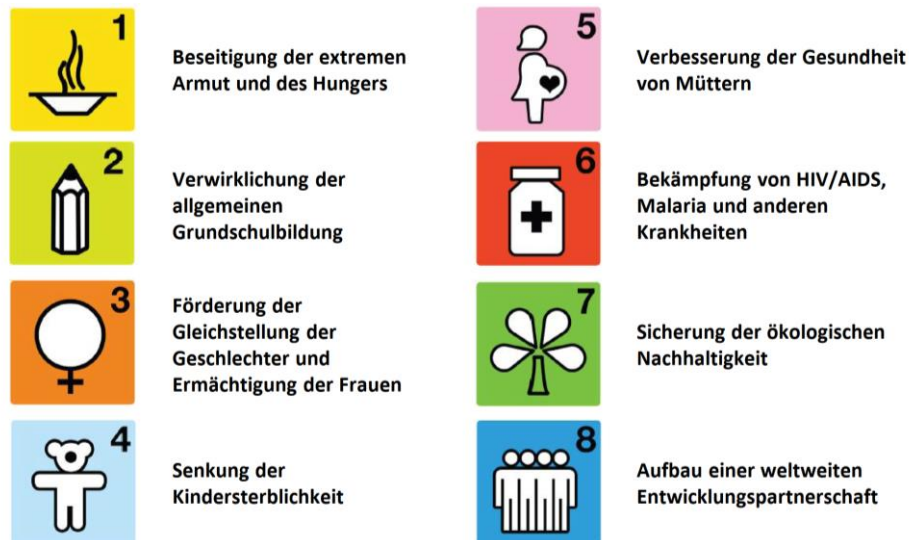 1
Beseitigung der extremen
Armut und des Hungers
2
Verwirklichung der
allgemeinen
Grundschulbildung
3
Förderung der
Gleichstellung der
Geschlechter und
Ermächtigung der Frauen
4
Senkung der
Kindersterblichkeit
5
Verbesserung der Gesundheit
von Müttern
6
Bekämpfung von HIV/AIDS,
Malaria und anderen
Krankheiten
7
Sicherung der ökologischen
Nachhaltigkeit
8
Aufbau einer weltweiten
Entwicklungspartnerschaft